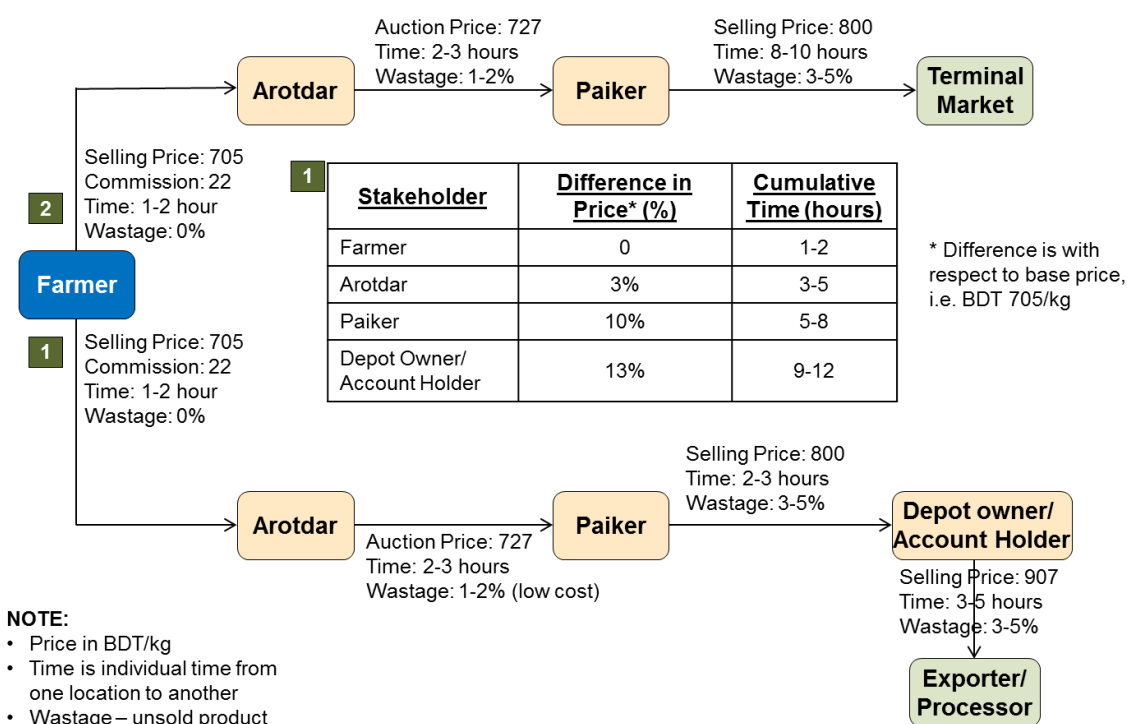 Auction Price: 727
Time: 2-3 hours
Wastage: 1-2%
Selling Price: 800
Time: 8-10 hours
Wastage: 3-5%
Arotdar
Paiker
Terminal
Market
Selling Price: 705
Commission: 22
Time: 1-2 hour
Wastage: 0%
2
Farmer
1
Selling Price: 705
Commission: 22
Time: 1-2 hour
Wastage: 0%
1
Stakeholder
Difference in
Price* (%)
Cumulative
Time (hours)
Farmer
0
1-2
Arotdar
3%
3-5
Paiker
10%
5-8
Depot Owner/
Account Holder
13%
9-12
* Difference is with
respect to base price,
i.e. BDT 705/kg
Selling Price: 800
Time: 2-3 hours
Wastage: 3-5%
Arotdar
Paiker
Depot owner/
Account Holder
Auction Price: 727
Time: 2-3 hours
Wastage: 1-2% (low cost)
Selling Price: 907
Time: 3-5 hours
Wastage: 3-5%
Exporter/
Processor
NOTE:
• Price in BDT/kg
• Time is individual time from
one location to another
• Wastage – unsold product